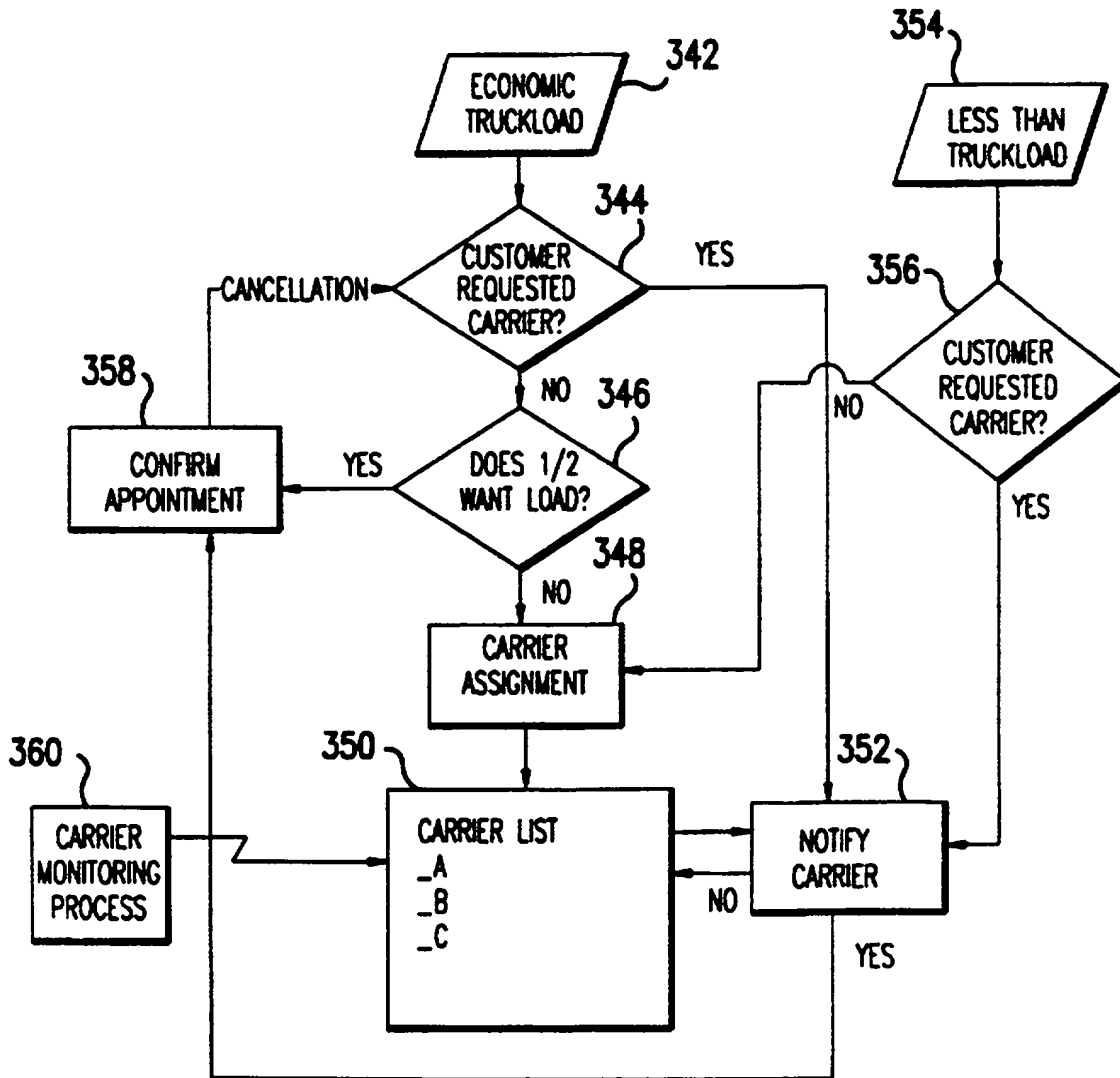 354
342
ECONOMIC
TRUCKLOAD
LESS THAN
TRUCKLOAD
344
CUSTOMER
REQUESTED
CARRIER?
YES
CANCELLATION
356
CUSTOMER
REQUESTED
CARRIER?
358
NO
346
NO
CONFIRM
APPOINTMENT
YES
DOES 1/2
WANT LOAD?
YES
348
NO
CARRIER
ASSIGNMENT
360
350
352
CARRIER
MONITORING
PROCESS
CARRIER LIST
_A
_B
_C
NOTIFY
CARRIER
NO
YES